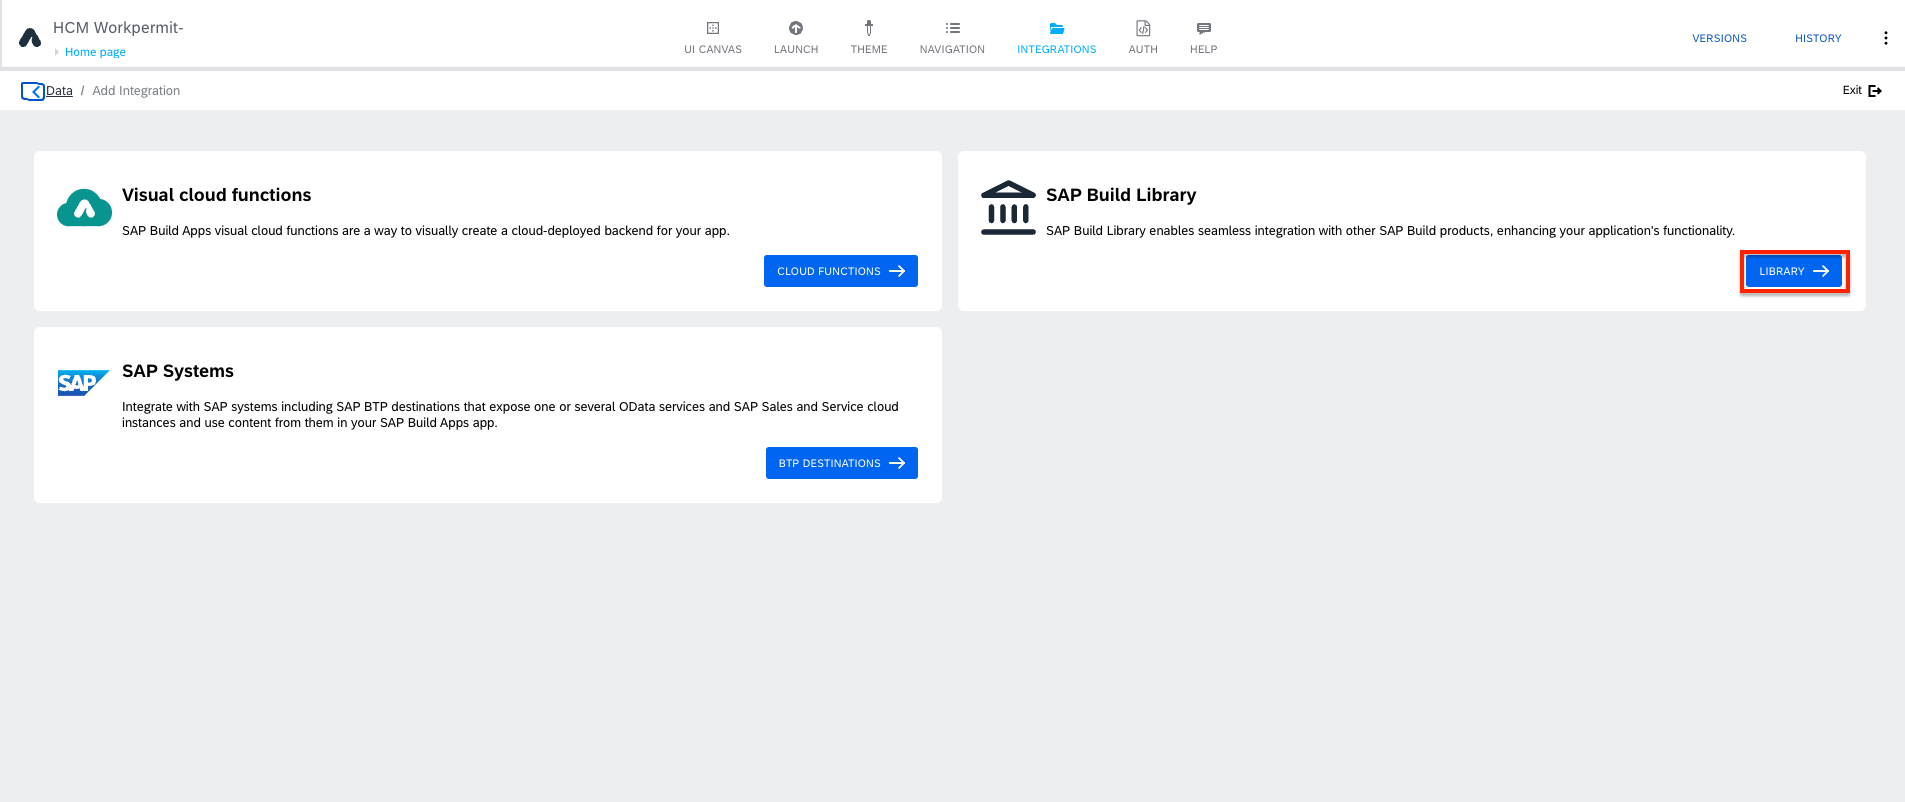 HCM Workpermit-
Home page
UI CANVAS
LAUNCH
THEME
NAVIGATION
INTEGRATIONS
AUTH
HELP
VERSIONS
HISTORY
Data / Add Integration
Exit
Visual cloud functions
SAP Build Apps visual cloud functions are a way to visually create a cloud-deployed backend for your app.
CLOUD FUNCTIONS
SAP Build Library
SAP Build Library enables seamless integration with other SAP Build products, enhancing your application's functionality.
LIBRARY
SAP
SAP Systems
Integrate with SAP systems including SAP BTP destinations that expose one or several OData services and SAP Sales and Service cloud
instances and use content from them in your SAP Build Apps app.
BTP DESTINATIONS